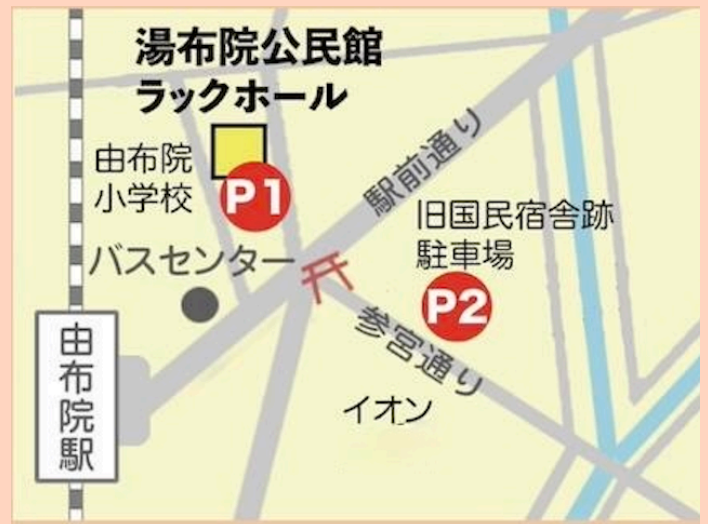 湯布院公民館
ラックホール
由布院
小学校
P1
駅前通り
旧国民宿舎跡
駐車場
P2
バスセンター
参宮通り
イオン
由布院駅